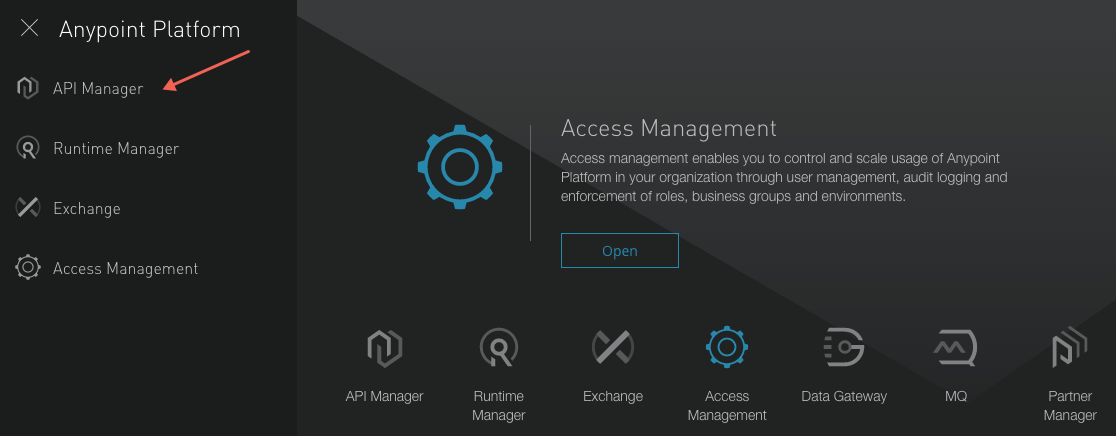 Anypoint Platform
API Manager
Runtime Manager
Exchange
Access Management
Access Management
Access management enables you to control and scale usage of Anypoint
Platform in your organization through user management, audit logging and
enforcement of roles, business groups and environments.
Open
API Manager
Runtime
Manager
Exchange
Access
Management
Data Gateway
MQ
Partner
Manager